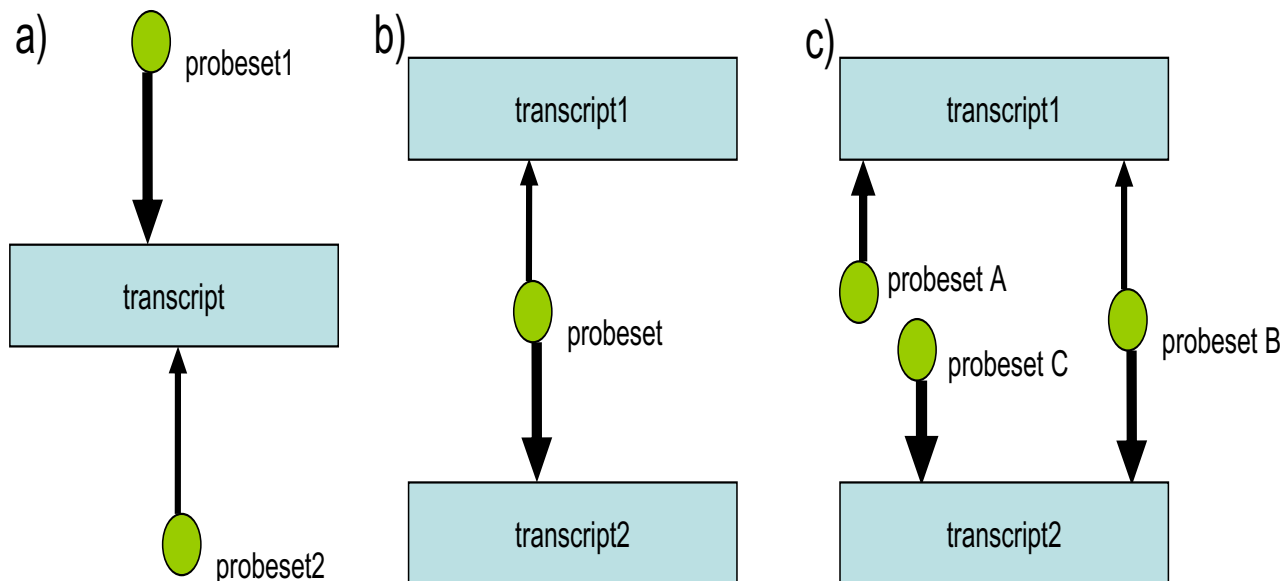 a)
probeset1
transcript
probeset2
b)
transcript1
probeset
transcript2
c)
transcript1
probeset A
probeset C
probeset B
transcript2